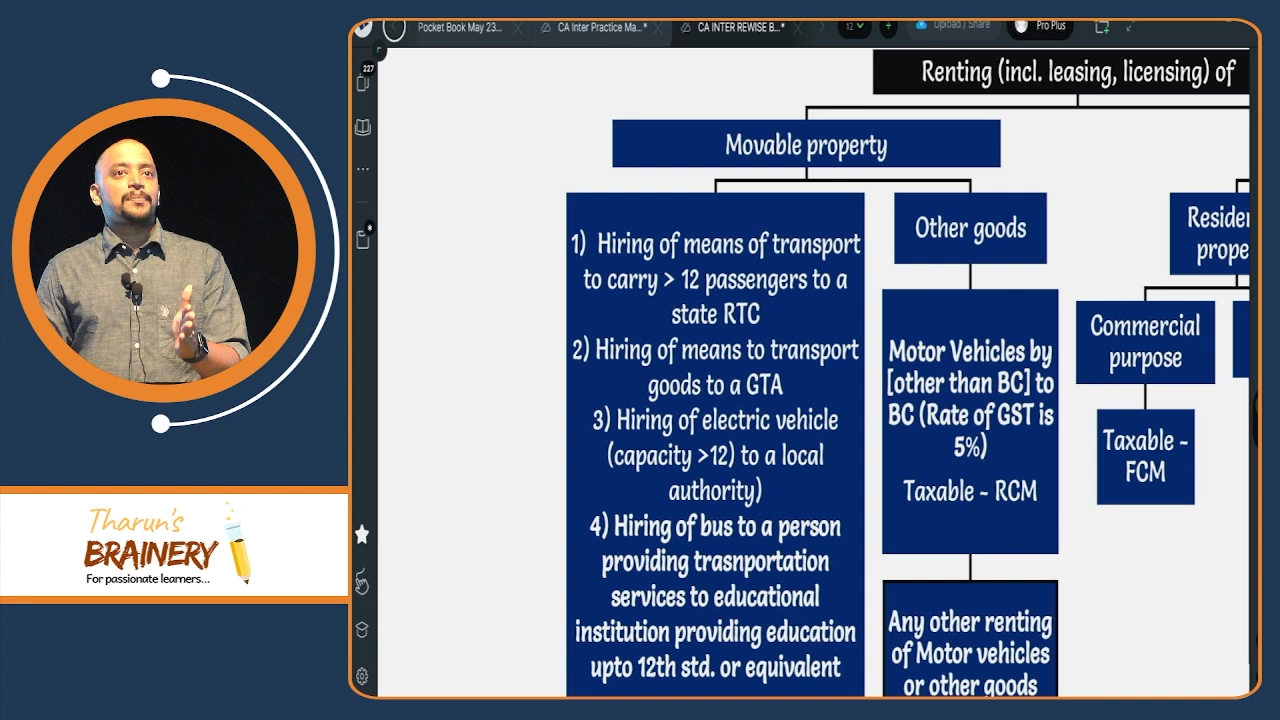 Pocket Book May 23...
CA Inter Practice Ma...*
CA INTER REWISE B...*
12
Upload / Share
Pro Plus
227
Renting (incl. leasing, licensing) of
Movable property
1) Hiring of means of transport
to carry > 12 passengers to a
state RTC
2) Hiring of means to transport
goods to a GTA
3) Hiring of electric vehicle
(capacity >12) to a local
authority)
4) Hiring of bus to a person
providing trasnportation
services to educational
institution providing education
upto 12th std. or equivalent
Other goods
Motor Vehicles by
[other than BC] to
BC (Rate of GST is
5%)
Taxable - RCM
Any other renting
of Motor vehicles
or other goods
Commercial
purpose
Taxable -
FCM
Tharun's
BRAINERY
For passionate learners...